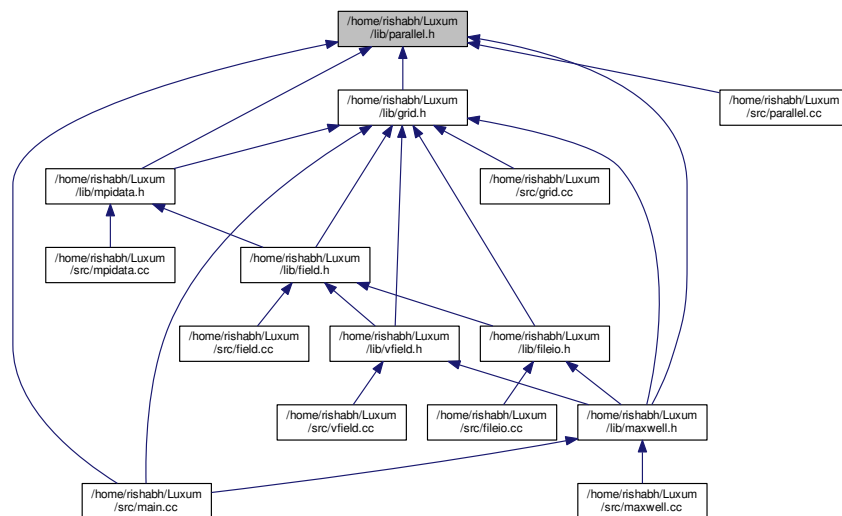 /home/rishabh/Luxum
/lib/parallel.h
/home/rishabh/Luxum
/lib/grid.h
/home/rishabh/Luxum
/src/parallel.cc
/home/rishabh/Luxum
/lib/mpidata.h
/home/rishabh/Luxum
/src/grid.cc
/home/rishabh/Luxum
/src/mpidata.cc
/home/rishabh/Luxum
/lib/field.h
/home/rishabh/Luxum
/src/field.cc
/home/rishabh/Luxum
/lib/vfield.h
/home/rishabh/Luxum
/lib/fileio.h
/home/rishabh/Luxum
/src/vfield.cc
/home/rishabh/Luxum
/src/fileio.cc
/home/rishabh/Luxum
/lib/maxwell.h
/home/rishabh/Luxum
/src/main.cc
/home/rishabh/Luxum
/src/maxwell.cc